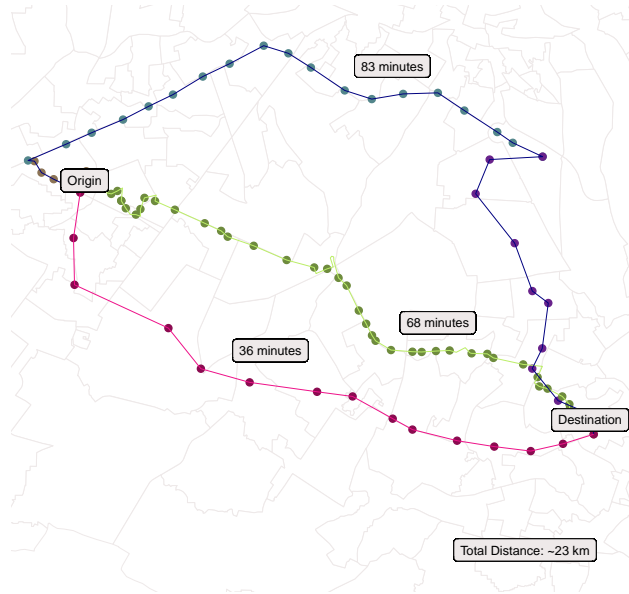 83 minutes
Origin
68 minutes
36 minutes
Destination
Total Distance: ~23 km